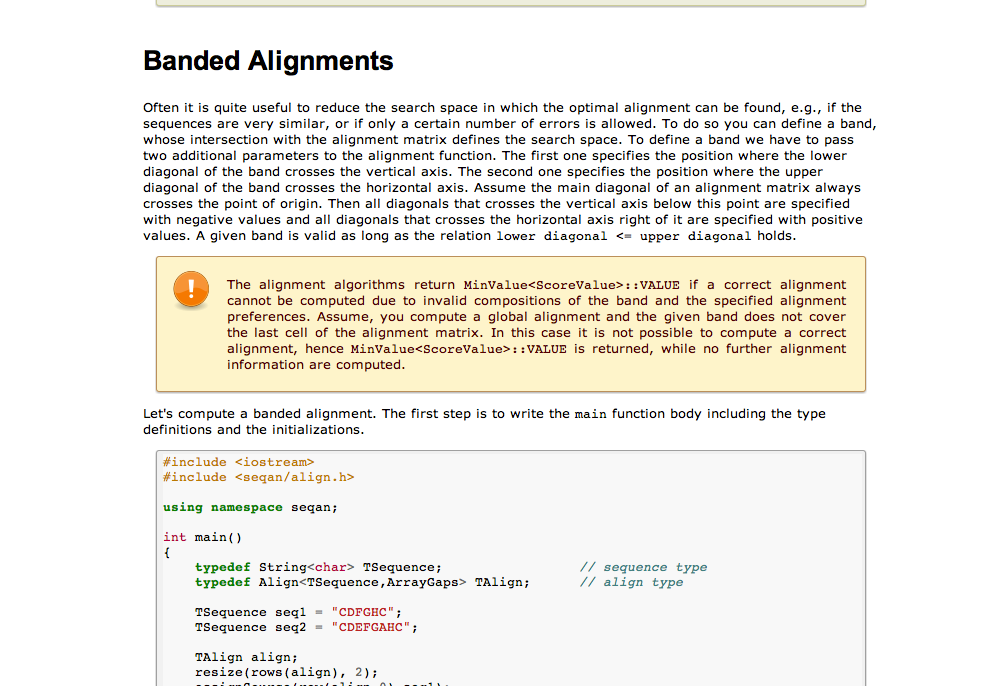 Banded Alignments
Often it is quite useful to reduce the search space in which the optimal alignment can be found, e.g., if the
sequences are very similar, or if only a certain number of errors is allowed. To do so you can define a band,
whose intersection with the alignment matrix defines the search space. To define a band we have to pass
two additional parameters to the alignment function. The first one specifies the position where the lower
diagonal of the band crosses the vertical axis. The second one specifies the position where the upper
diagonal of the band crosses the horizontal axis. Assume the main diagonal of an alignment matrix always
crosses the point of origin. Then all diagonals that crosses the vertical axis below this point are specified
with negative values and all diagonals that crosses the horizontal axis right of it are specified with positive
values. A given band is valid as long as the relation lower diagonal <= upper diagonal holds.
The alignment algorithms return MinValue<ScoreValue>::VALUE if a correct alignment
cannot be computed due to invalid compositions of the band and the specified alignment
preferences. Assume, you compute a global alignment and the given band does not cover
the last cell of the alignment matrix. In this case it is not possible to compute a correct
alignment, hence MinValue<ScoreValue>::VALUE is returned, while no further alignment
information are computed.
Let's compute a banded alignment. The first step is to write the main function body including the type
definitions and the initializations.
#include <iostream>
#include <seqan/align.h>
using namespace seqan;
int main()
{
typedef String<char> TSequence; // sequence type
typedef Align<TSequence,ArrayGaps> TAlign; // align type
TSequence seq1 = "CDFGHC";
TSequence seq2 = "CDEFGAHC";
TAlign align;
resize(rows(align), 2);